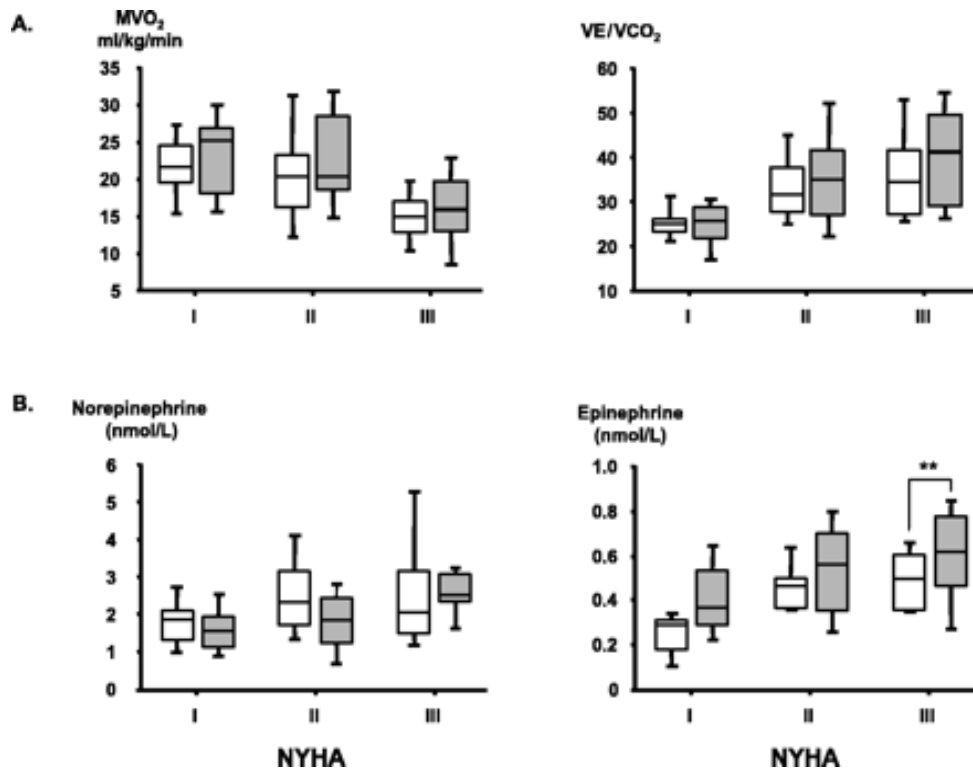 A.
MVO₂
ml/kg/min
35
30
25
20
15
10
5
I II III
VE/VCO₂
60
50
40
30
20
10
I II III
B.
Norepinephrine
(nmol/L)
6
5
4
3
2
1
0
I II III
NYHA
Epinephrine
(nmol/L)
1.0
0.8
0.6
0.4
0.2
0
**
I II III
NYHA